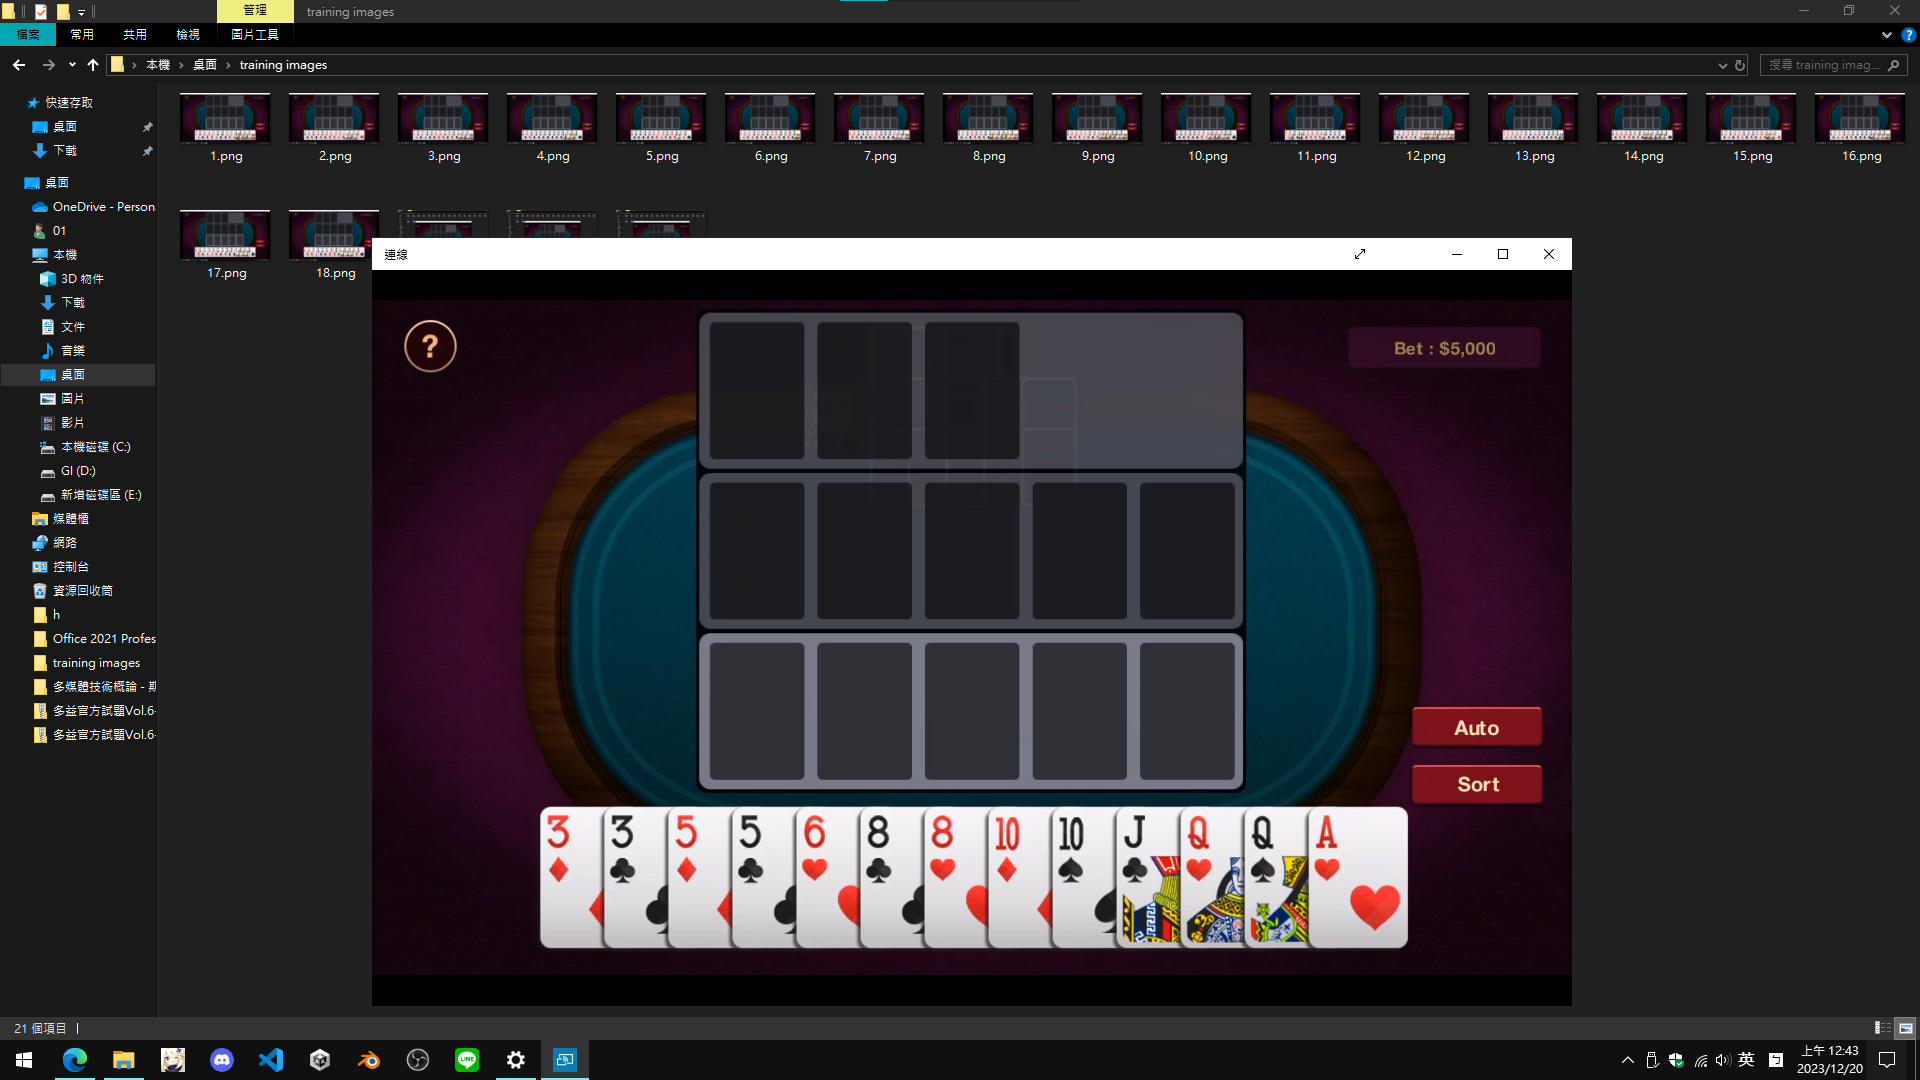 管理
training images
檔案
常用
共用
檢視
圖片工具
本機
桌面
training images
搜尋 training imag...
快速存取
桌面
下載
桌面
OneDrive - Person
01
本機
3D 物件
下載
文件
音樂
桌面
圖片
影片
本機磁碟 (C:)
GI (D:)
新增磁碟區 (E:)
媒體櫃
網路
控制台
資源回收筒
h
Office 2021 Profes
training images
多媒體技術概論 - 期
多益官方試題Vol.6-
多益官方試題Vol.6-
1.png
2.png
3.png
4.png
5.png
6.png
7.png
8.png
9.png
10.png
11.png
12.png
13.png
14.png
15.png
16.png
17.png
18.png
連線
?
Bet : $5,000
Auto
Sort
3
3
5
5
6
8
8
10
10
J
Q
Q
A
21 個項目
LINE
英
上午 12:43
2023/12/20